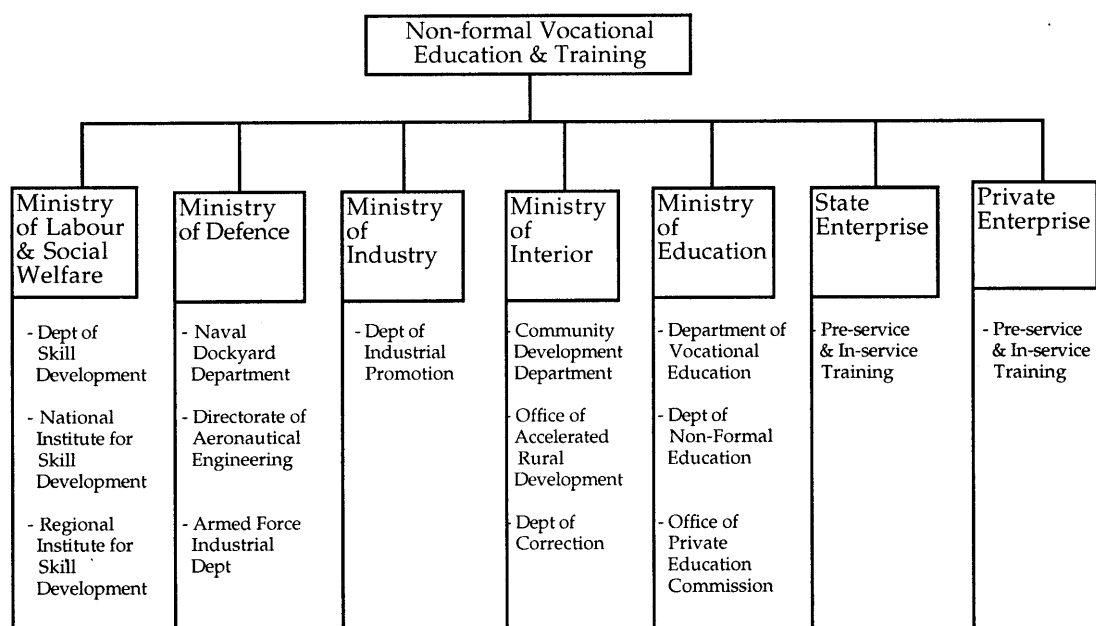 Non-formal Vocational
Education & Training
Ministry
of Labour
& Social
Welfare
- Dept of
Skill
Development
- National
Institute for
Skill
Development
- Regional
Institute for
Skill
Development
Ministry
of Defence
- Naval
Dockyard
Department
- Directorate of
Aeronautical
Engineering
- Armed Force
Industrial
Dept
Ministry
of
Industry
- Dept of
Industrial
Promotion
Ministry
of
Interior
- Community
Development
Department
- Office of
Accelerated
Rural
Development
- Dept of
Correction
Ministry
of
Education
- Department of
Vocational
Education
- Dept of
Non-Formal
Education
- Office of
Private
Education
Commission
State
Enterprise
- Pre-service
& In-service
Training
Private
Enterprise
- Pre-service
& In-service
Training